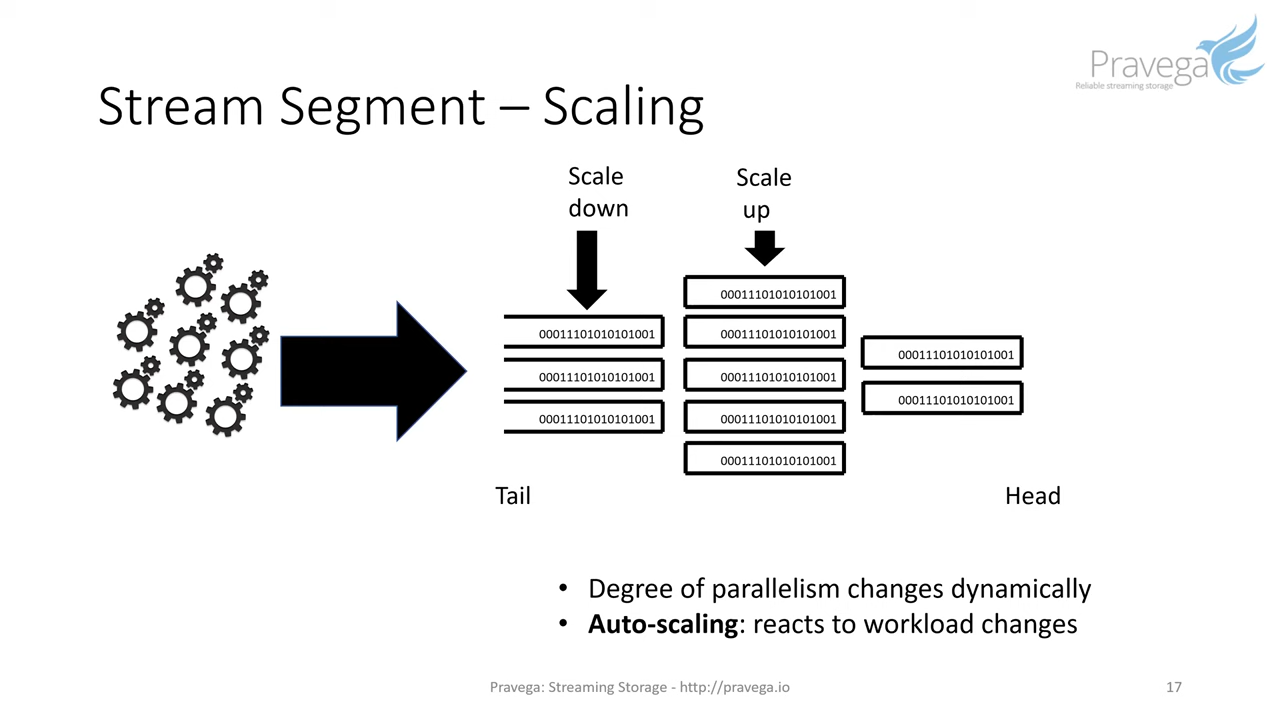 Pravega
Reliable streaming storage
Stream Segment – Scaling
Scale
down
Scale
up
00011101010101001
00011101010101001
00011101010101001
00011101010101001
00011101010101001
00011101010101001
00011101010101001
00011101010101001
00011101010101001
00011101010101001
Tail
Head
• Degree of parallelism changes dynamically
• Auto-scaling: reacts to workload changes
Pravega: Streaming Storage - http://pravega.io
17